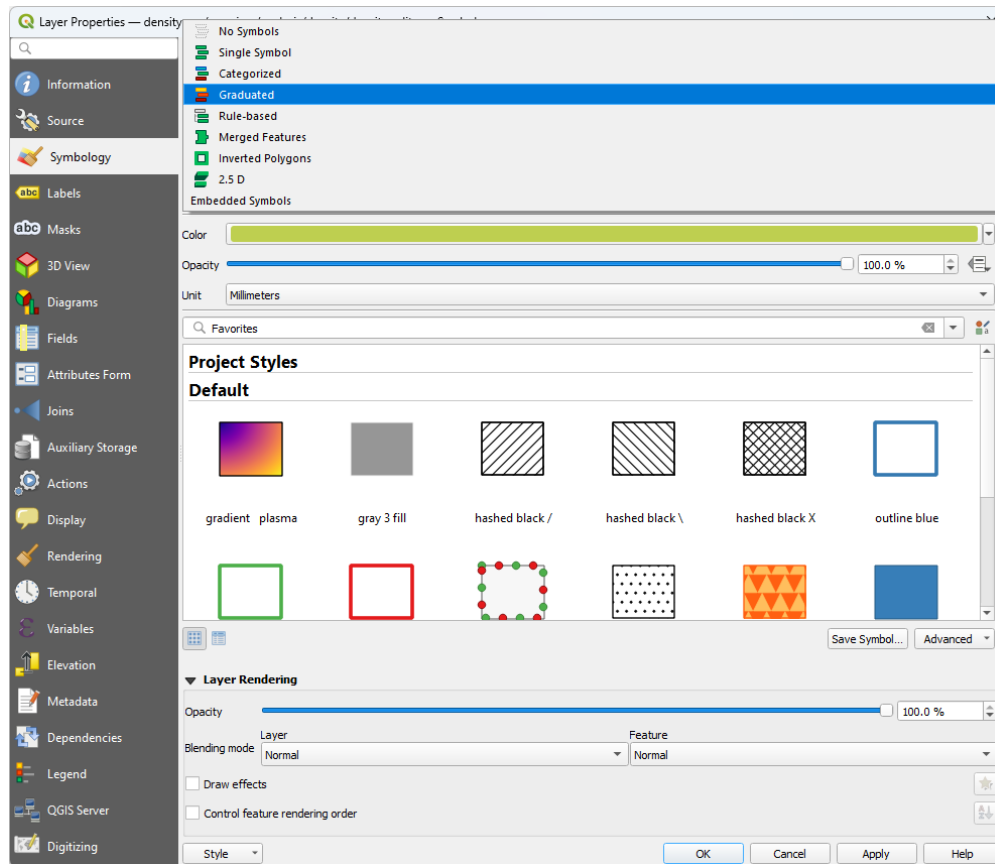 Layer Properties — density
No Symbols
Single Symbol
Categorized
Graduated
Rule-based
Merged Features
Inverted Polygons
2.5 D
Embedded Symbols
Information
Source
Symbology
abc Labels
abc Masks
3D View
Diagrams
Fields
Attributes Form
Joins
Auxiliary Storage
Actions
Display
Rendering
Temporal
Variables
Elevation
Metadata
Dependencies
Legend
QGIS Server
Digitizing
Color
Opacity 100.0 %
Unit Millimeters
Favorites
Project Styles
Default
gradient plasma gray 3 fill hashed black / hashed black \ hashed black X outline blue
Save Symbol... Advanced
Layer Rendering
Opacity 100.0 %
Layer Feature
Blending mode Normal Normal
Draw effects
Control feature rendering order
Style OK Cancel Apply Help